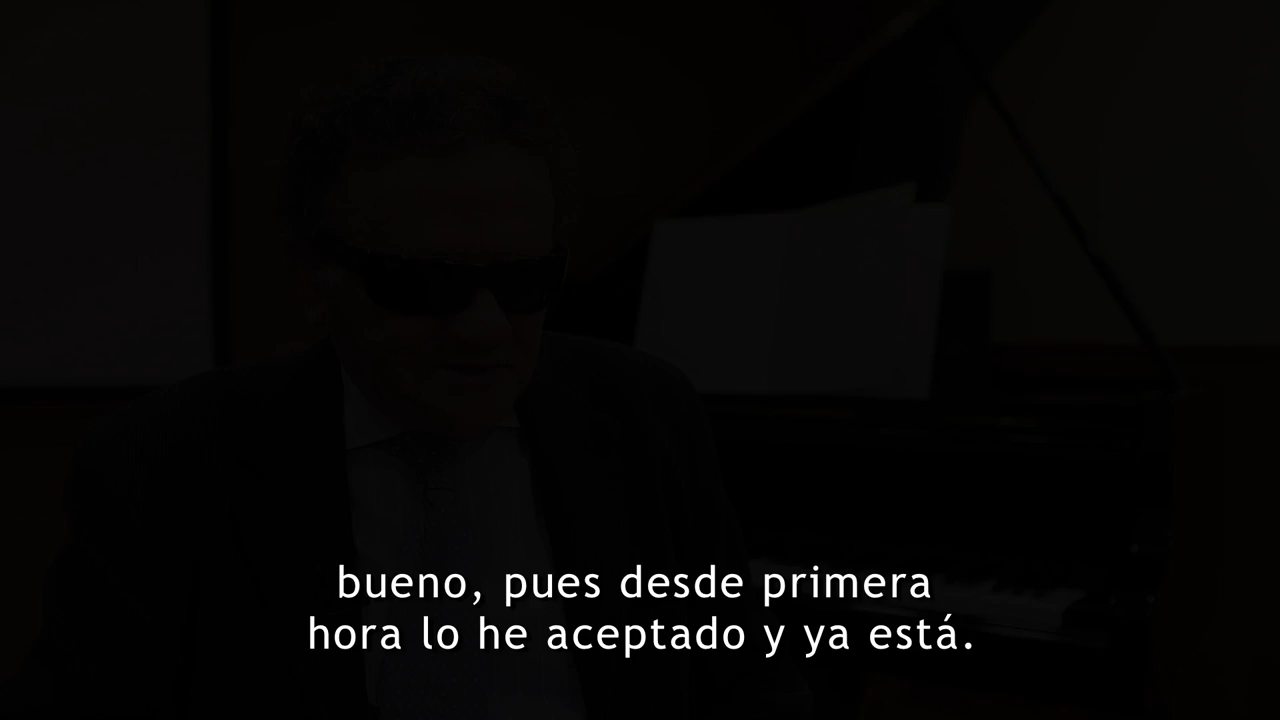 bueno, pues desde primera
hora lo he aceptado y ya está.